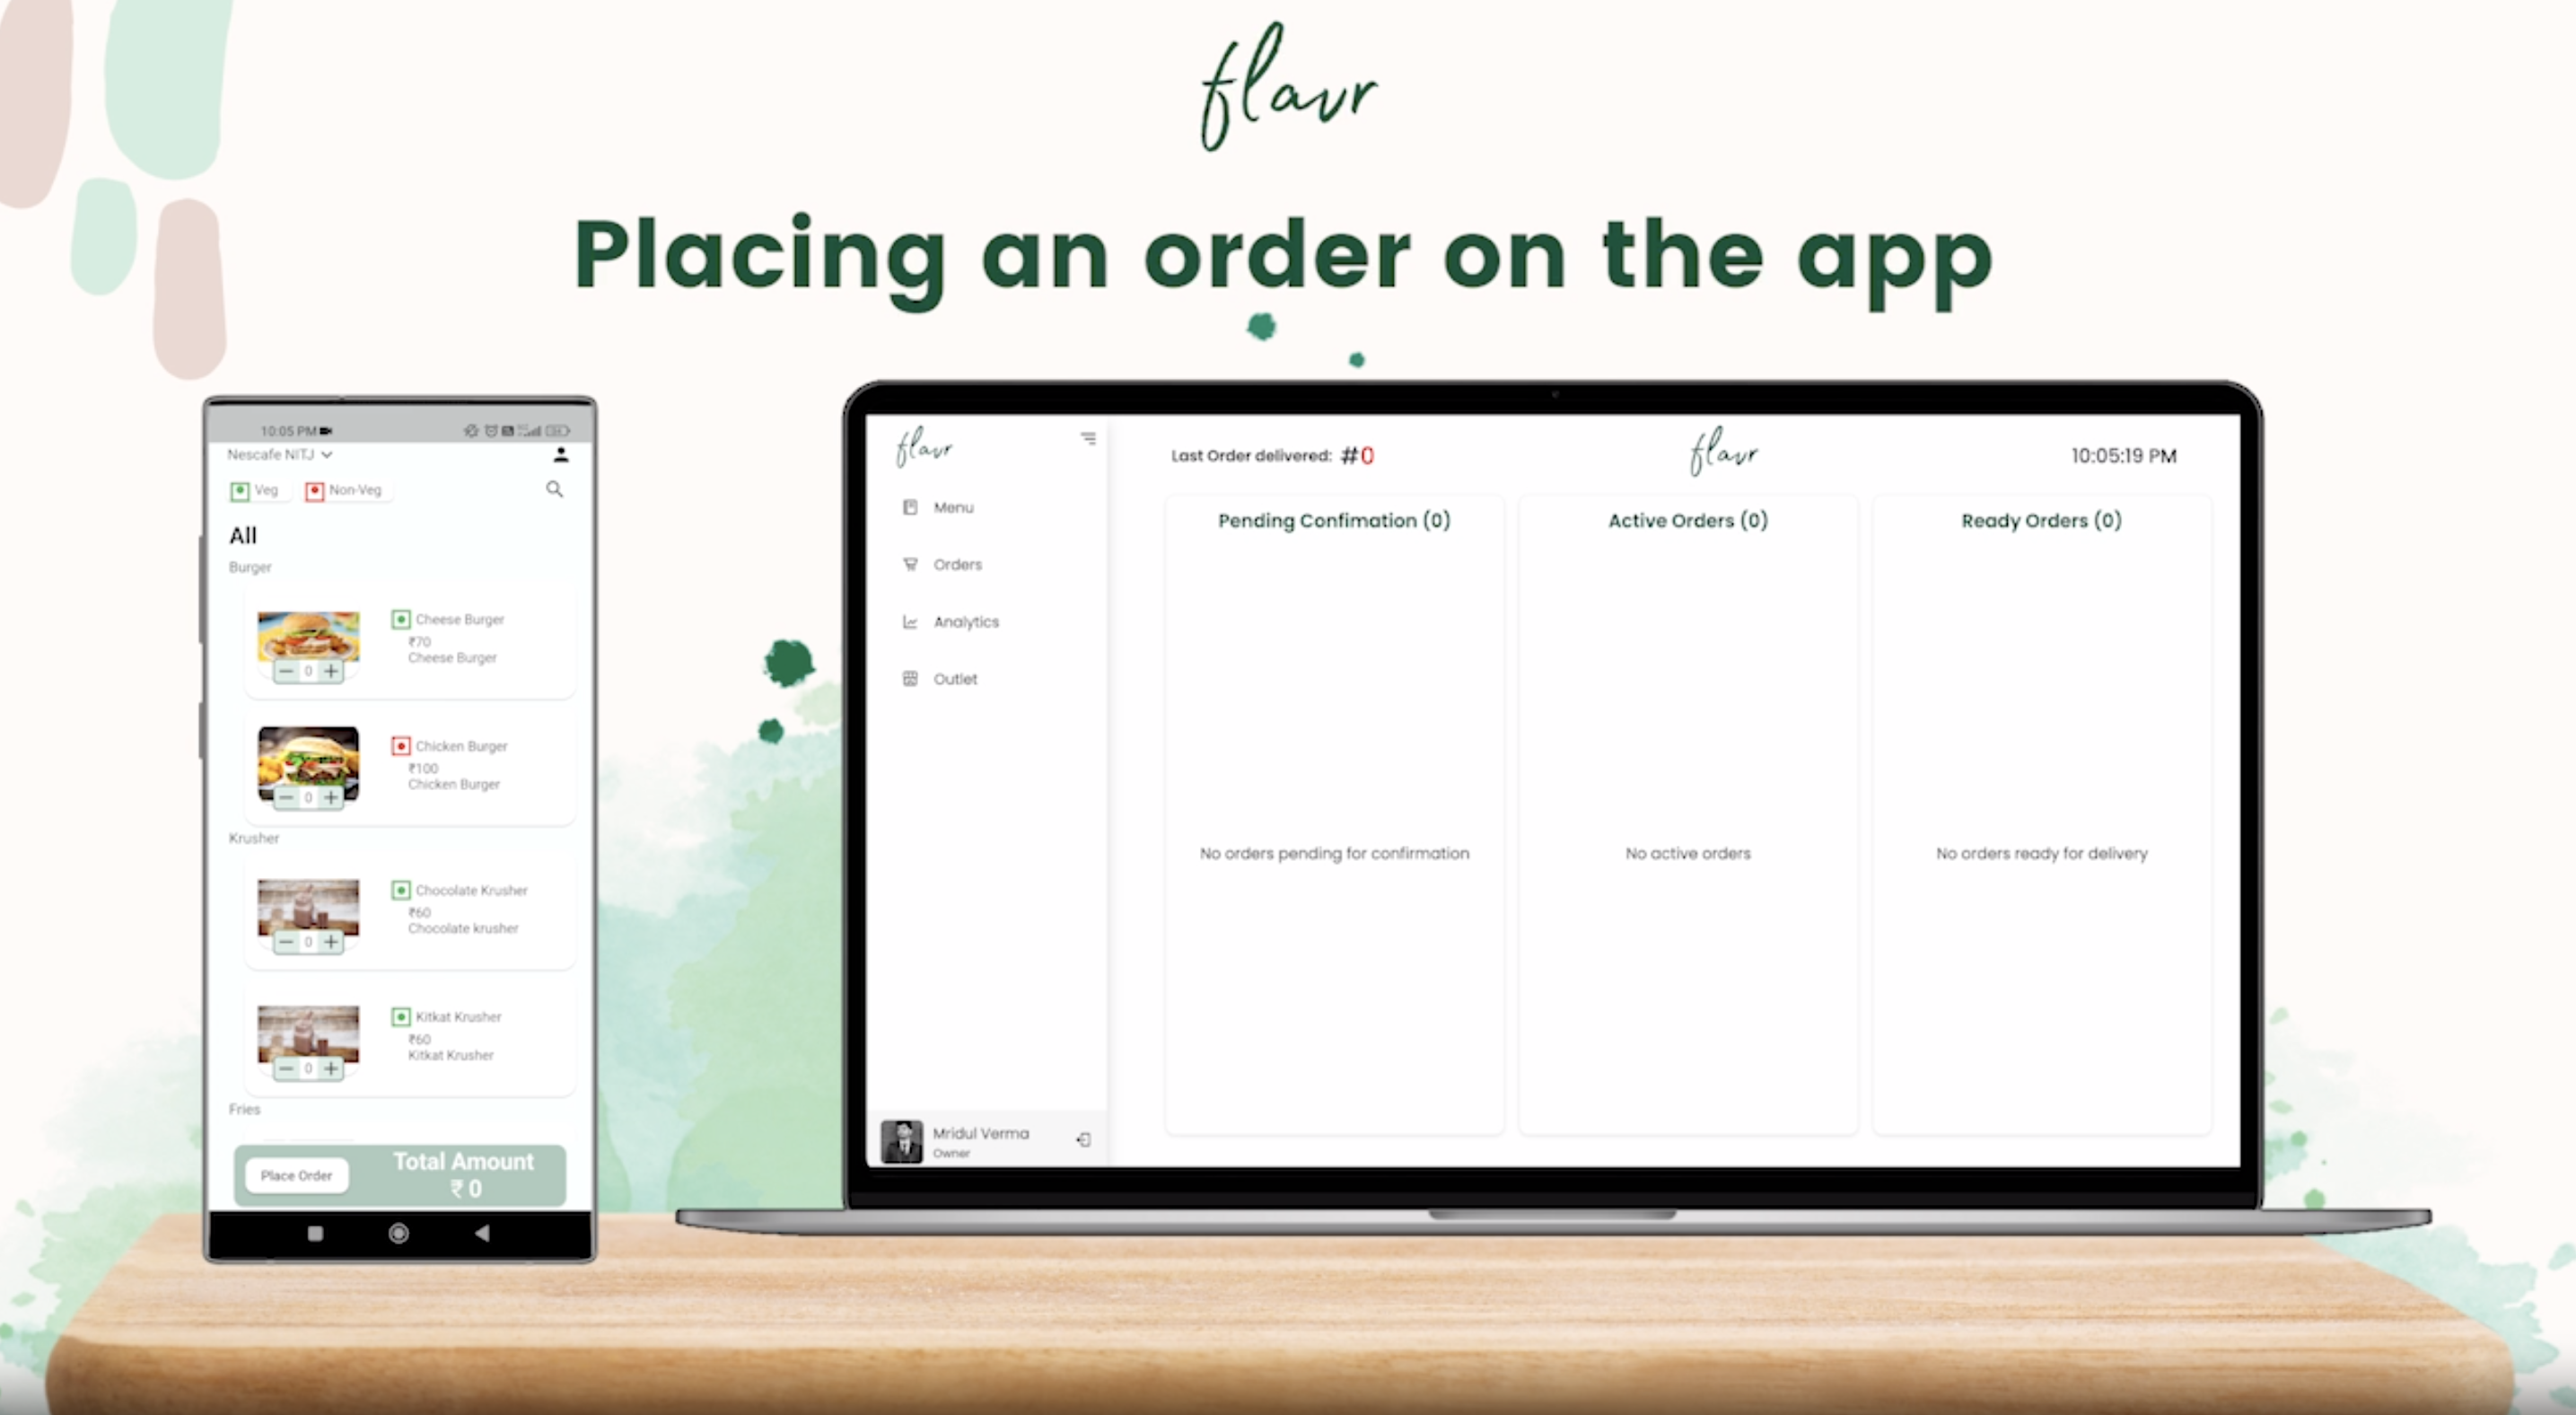 flavr
Placing an order on the app
10:05 PM
Nescafe NITJ
Veg
Non-Veg
All
Burger
Cheese Burger
₹70
Cheese Burger
0
Chicken Burger
₹100
Chicken Burger
0
Krusher
Chocolate Krusher
₹60
Chocolate krusher
0
Kitkat Krusher
₹60
Kitkat Krusher
0
Fries
Place Order
Total Amount
₹ 0
flavr
Menu
Orders
Analytics
Outlet
Mridul Verma
Owner
Last Order delivered: #0
flavr
10:05:19 PM
Pending Confimation (0)
No orders pending for confirmation
Active Orders (0)
No active orders
Ready Orders (0)
No orders ready for delivery